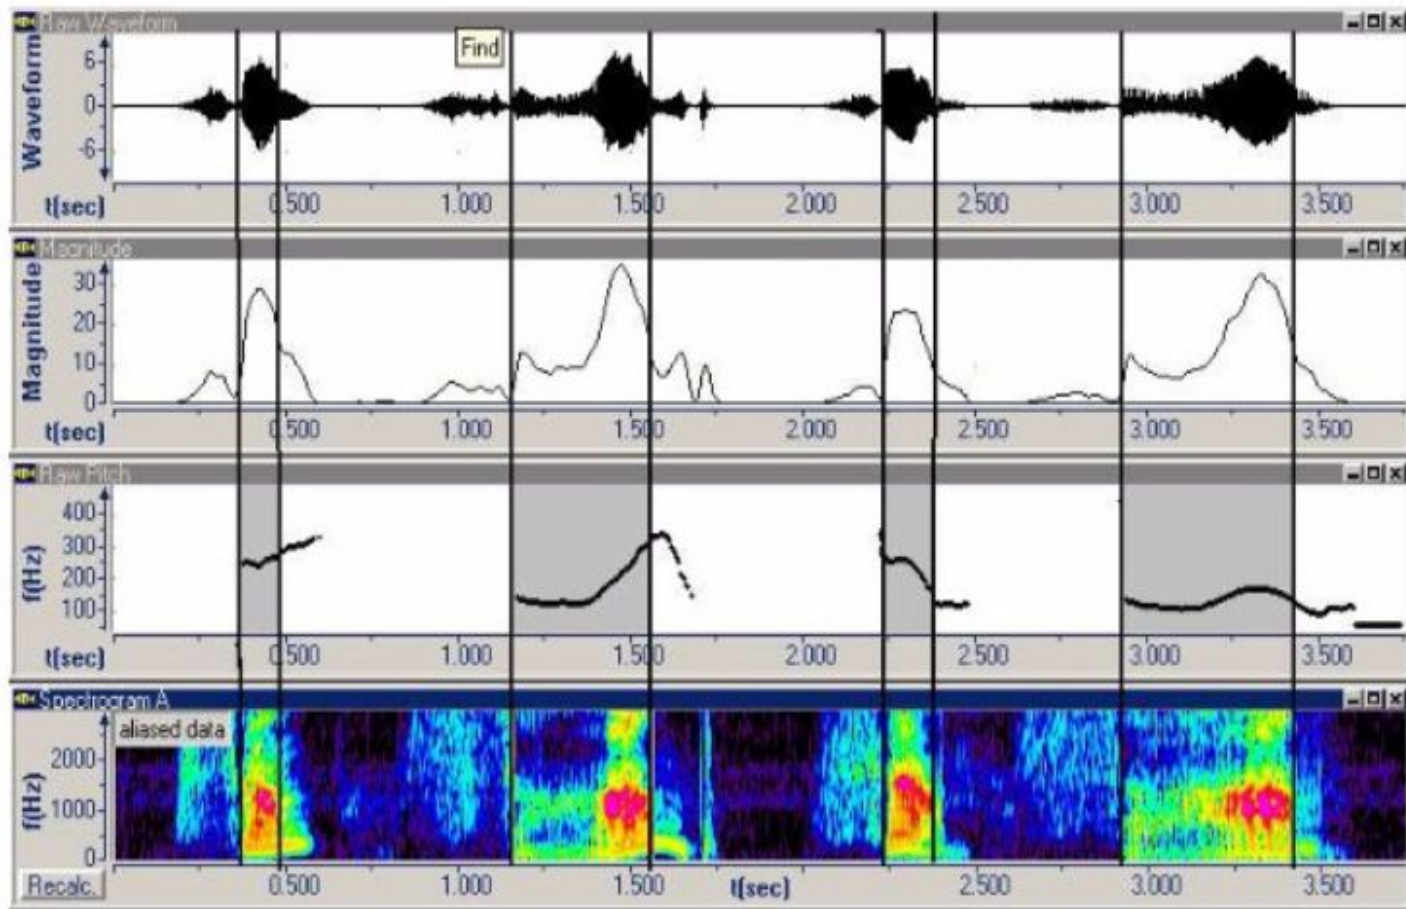 Raw Waveform
Find
Waveform
6
0
-6
t(sec) 0.500 1.000 1.500 2.000 2.500 3.000 3.500
Magnitude
Magnitude
30
20
10
0
t(sec) 0.500 1.000 1.500 2.000 2.500 3.000 3.500
Raw Pitch
f(Hz)
400
300
200
100
t(sec) 0.500 1.000 1.500 2.000 2.500 3.000 3.500
Spectrogram A
aliased data
f(Hz)
2000
1000
0
Recalc. 0.500 1.000 1.500 t(sec) 2.500 3.000 3.500